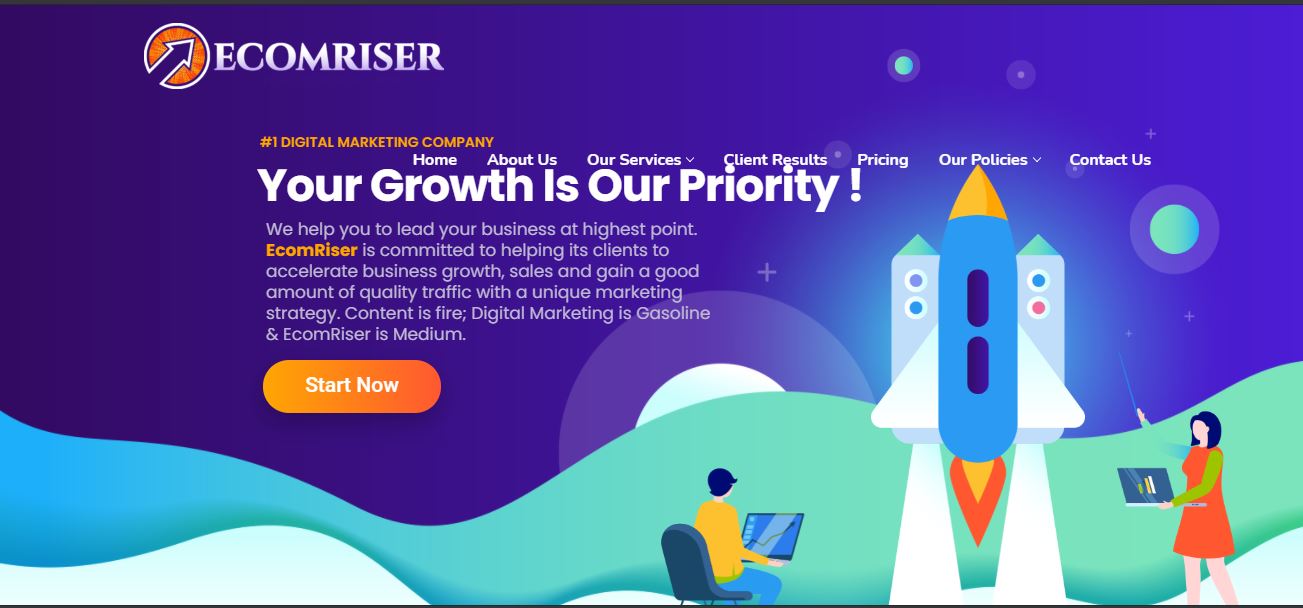 ECOMRISER
#1 DIGITAL MARKETING COMPANY
Home About Us Our Services Client Results Pricing Our Policies Contact Us
Your Growth Is Our Priority !
We help you to lead your business at highest point.
EcomRiser is committed to helping its clients to
accelerate business growth, sales and gain a good
amount of quality traffic with a unique marketing
strategy. Content is fire; Digital Marketing is Gasoline
& EcomRiser is Medium.
Start Now